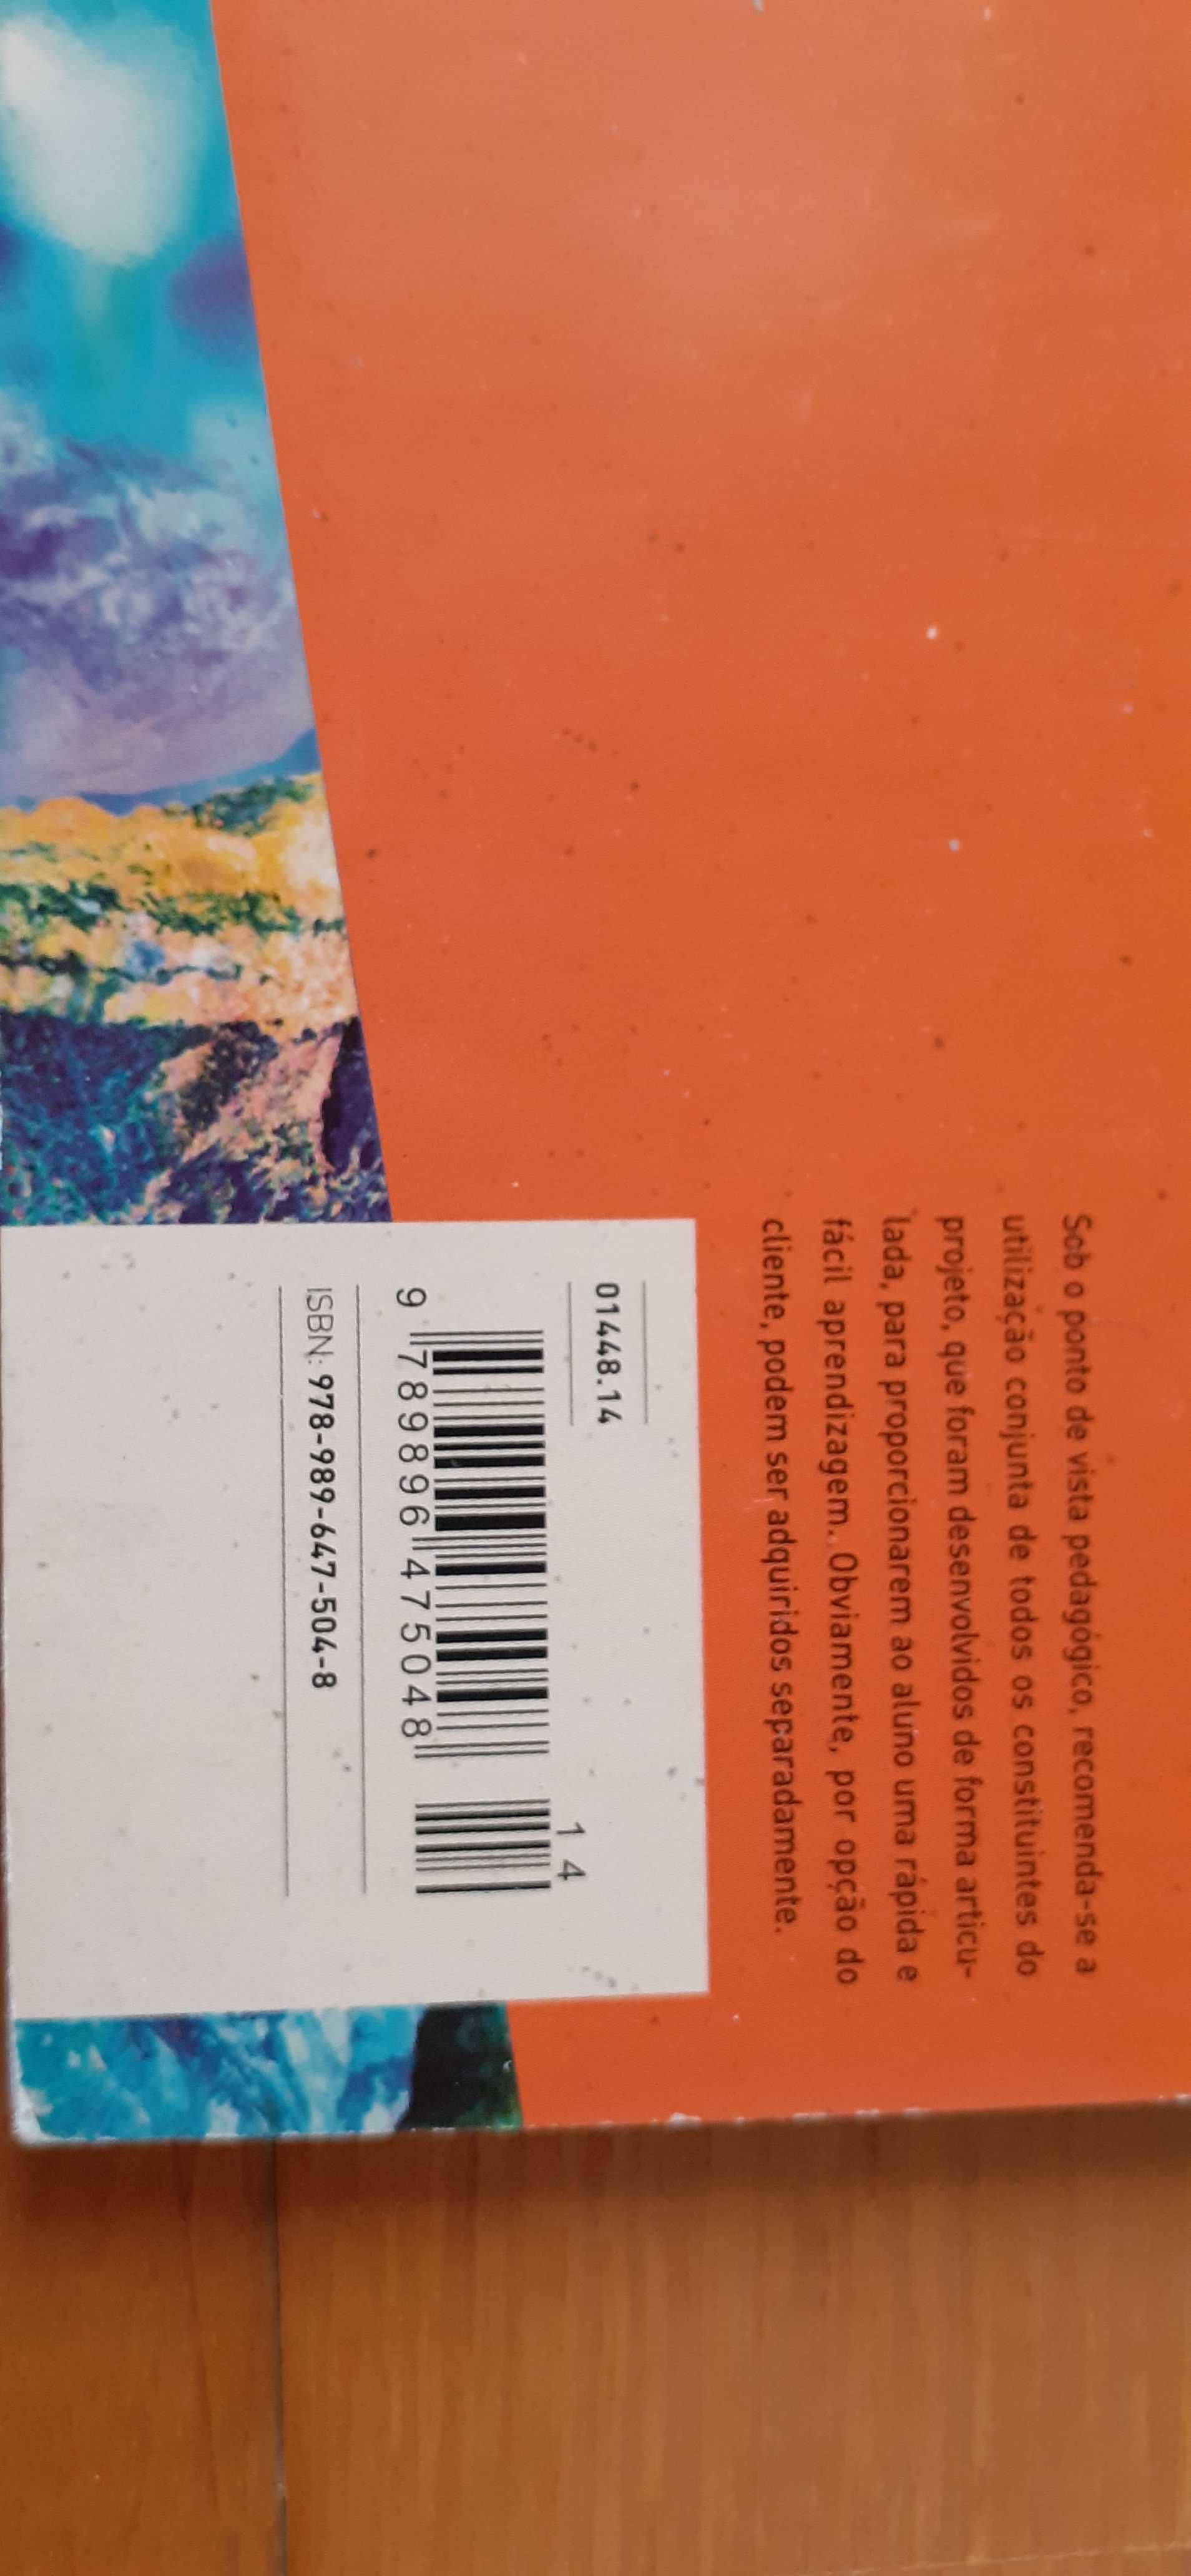 Sob o ponto de vista pedagógico, recomenda-se a
utilização conjunta de todos os constituintes do
projeto, que foram desenvolvidos de forma articu-
lada, para proporcionarem ao aluno uma rápida e
fácil aprendizagem. Obviamente, por opção do
cliente, podem ser adquiridos separadamente.
01448.14
14
9 789896 475048
ISBN: 978-989-647-504-8